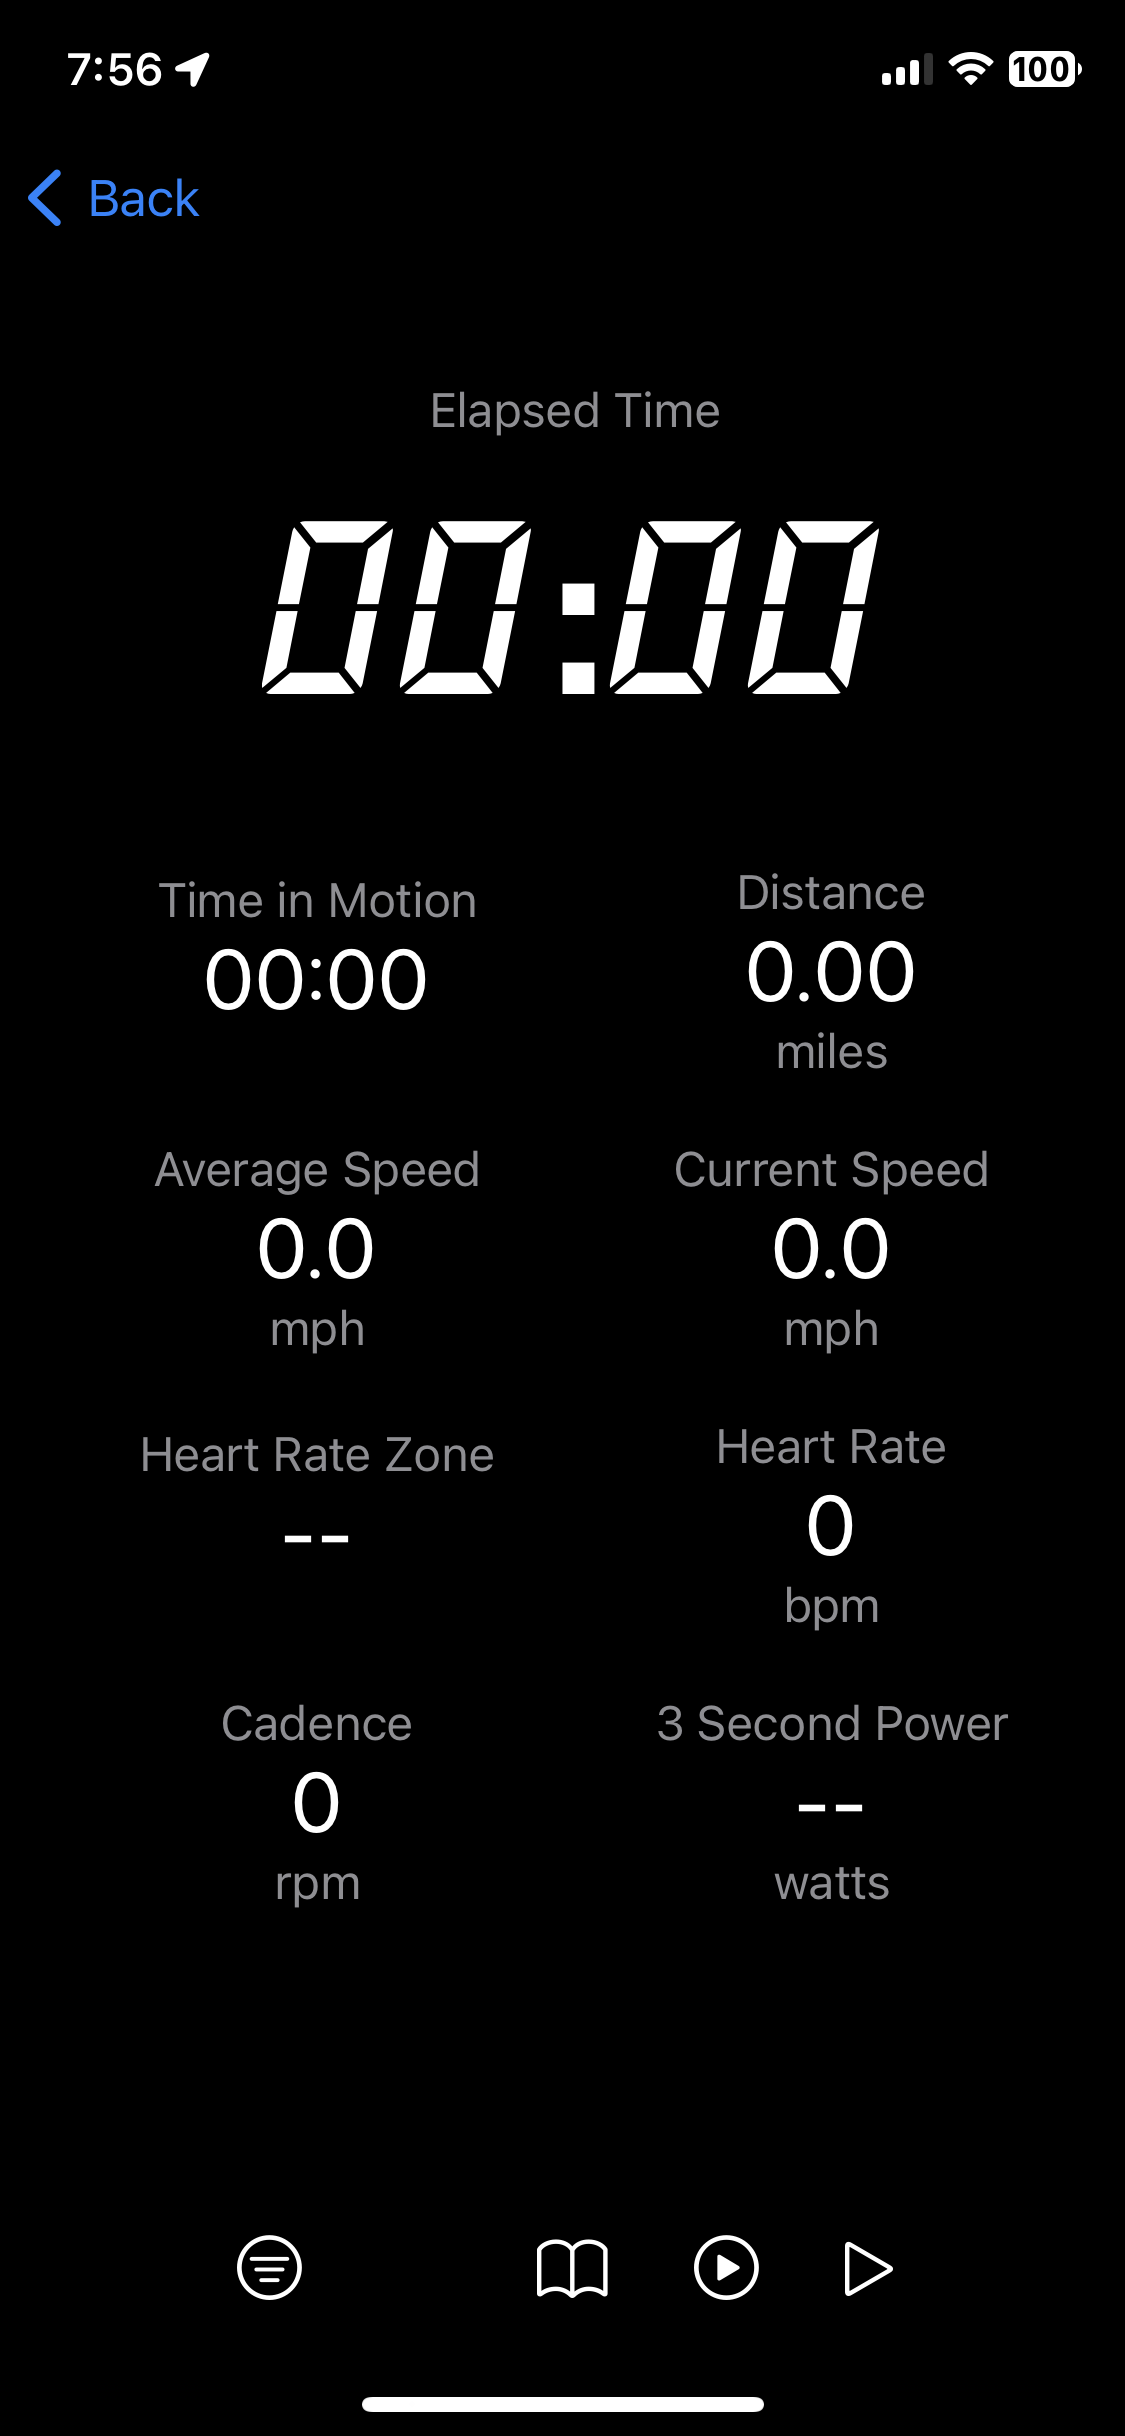 7:56
100
Back
Elapsed Time
00:00
Time in Motion
00:00
Distance
0.00
miles
Average Speed
0.0
mph
Current Speed
0.0
mph
Heart Rate Zone
--
Heart Rate
0
bpm
Cadence
0
rpm
3 Second Power
--
watts